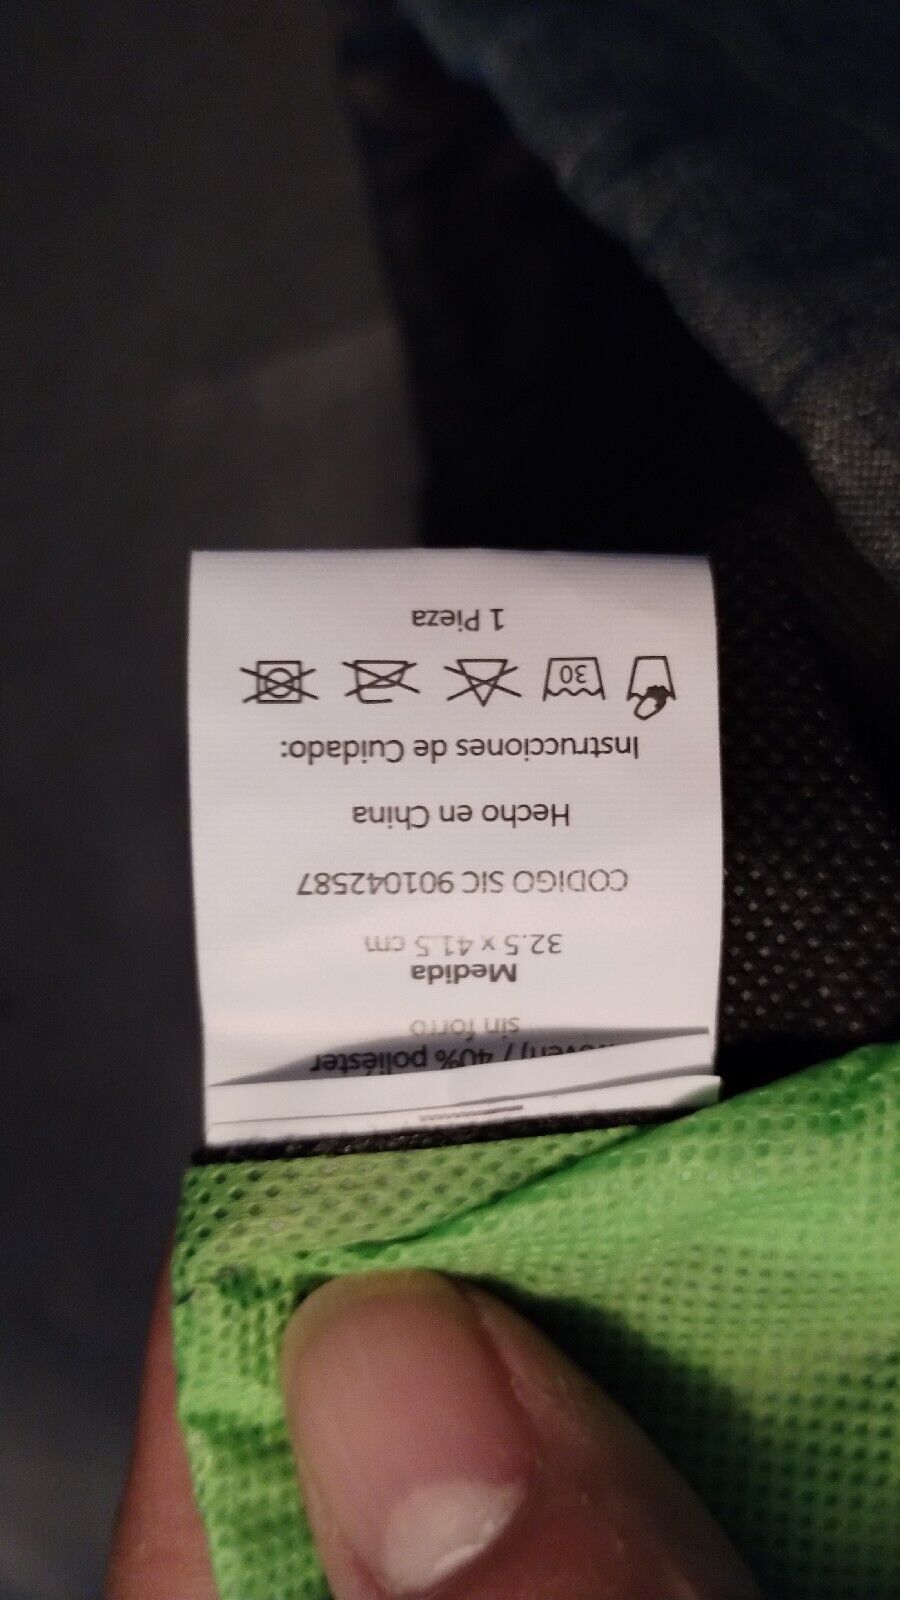 / 40% poliéster
sin forro
Medida
32.5 x 41.5 cm
CODIGO SIC 901042587
Hecho en China
Instrucciones de Cuidado:
30
1 Pieza